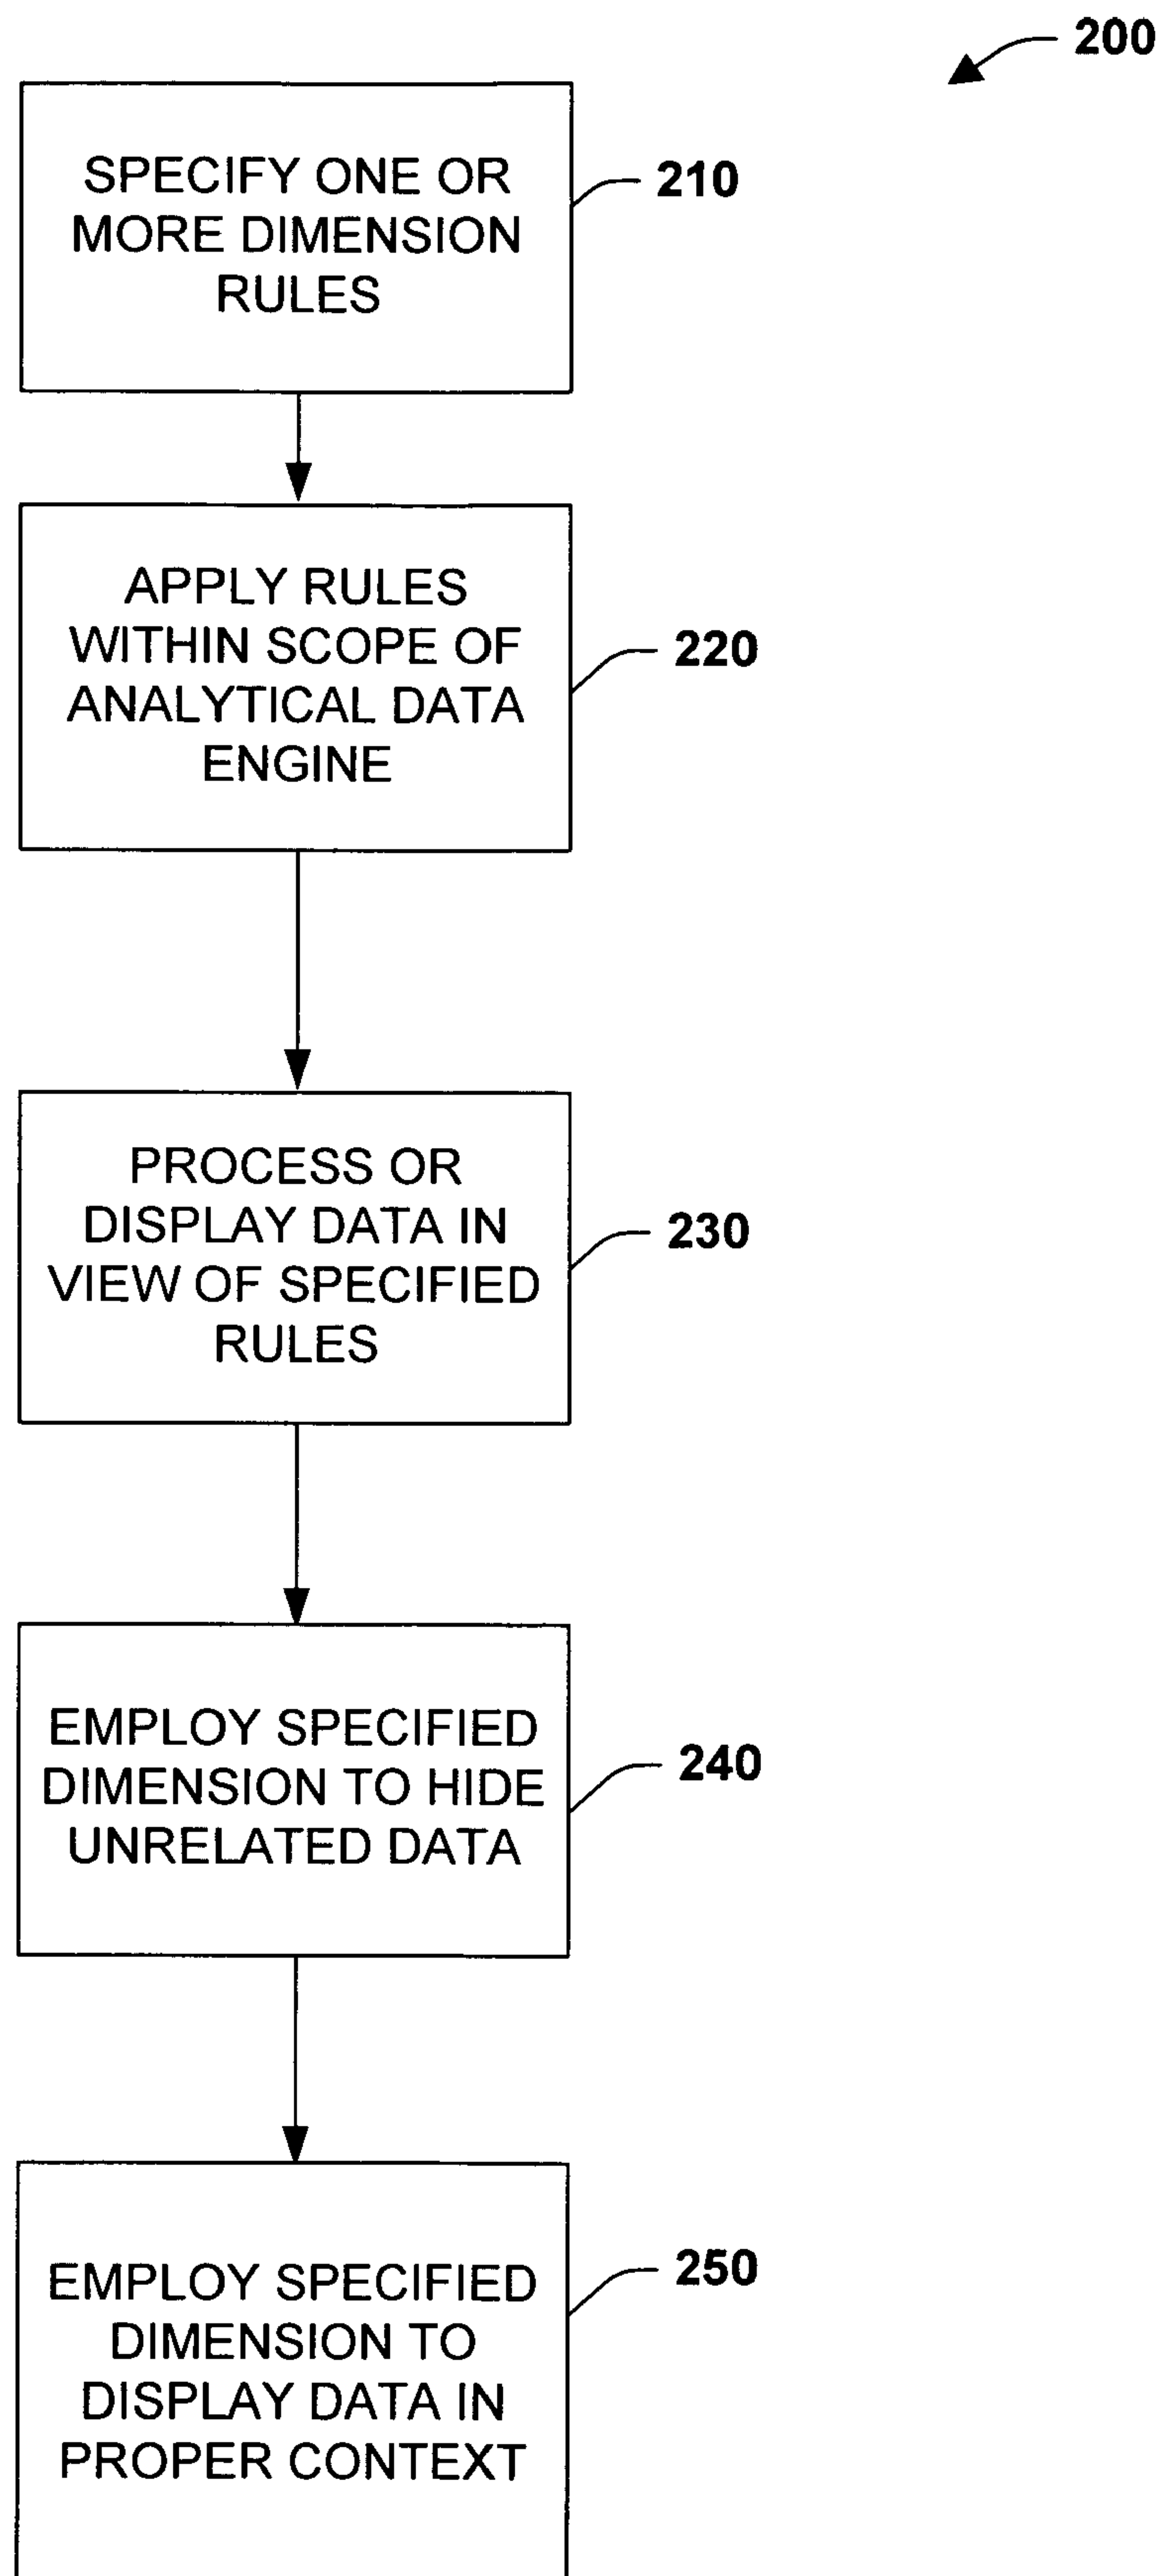 200
SPECIFY ONE OR
MORE DIMENSION
RULES
210
APPLY RULES
WITHIN SCOPE OF
ANALYTICAL DATA
ENGINE
220
PROCESS OR
DISPLAY DATA IN
VIEW OF SPECIFIED
RULES
230
EMPLOY SPECIFIED
DIMENSION TO HIDE
UNRELATED DATA
240
EMPLOY SPECIFIED
DIMENSION TO
DISPLAY DATA IN
PROPER CONTEXT
250